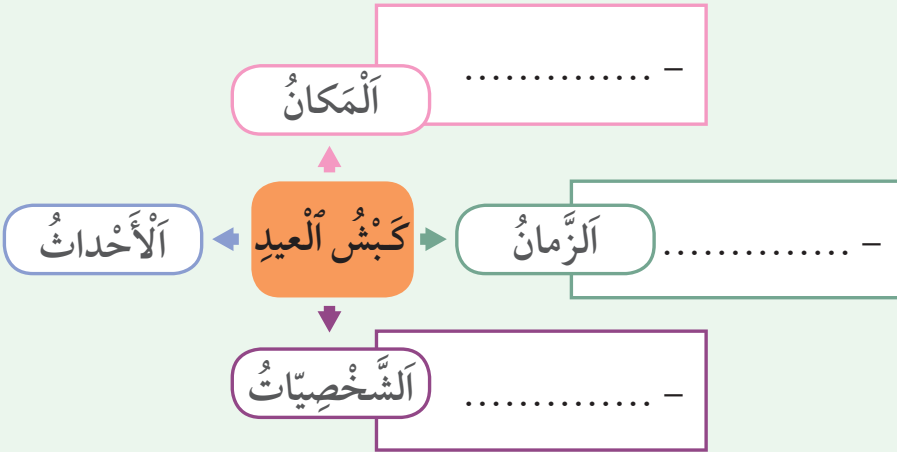 – ..............
اَلْمَكانُ
كَبْشُ ٱلْعيدِ
اَلزَّمانُ
– ..............
اَلْأَحْداثُ
اَلشَّخْصِيّاتُ
– ..............